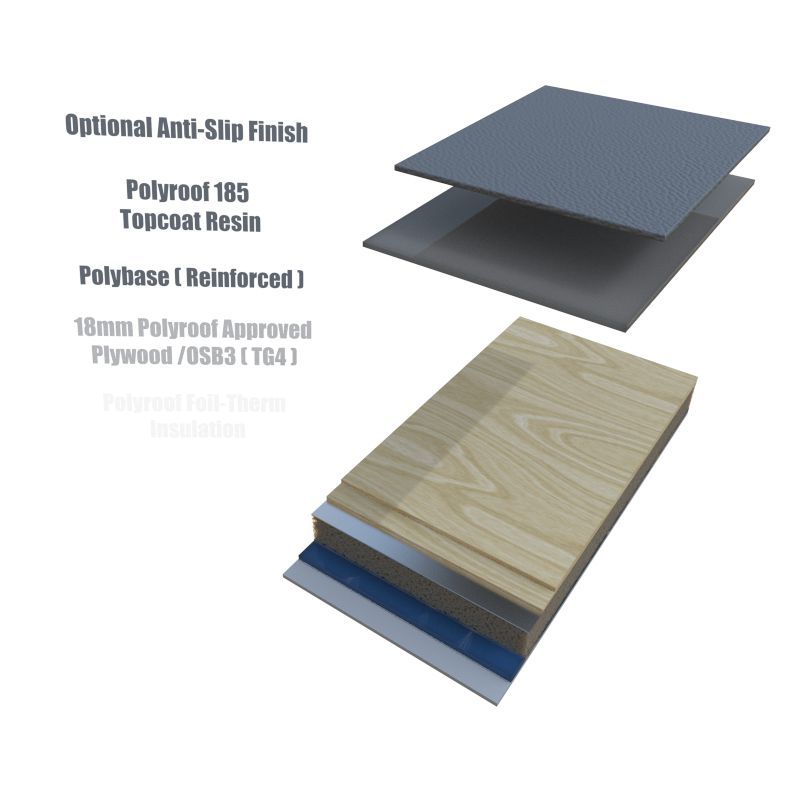 Optional Anti-Slip Finish
Polyroof 185
Topcoat Resin
Polybase ( Reinforced )
18mm Polyroof Approved
Plywood /OSB3 ( TG4 )
Polyroof Foil-Therm
Insulation